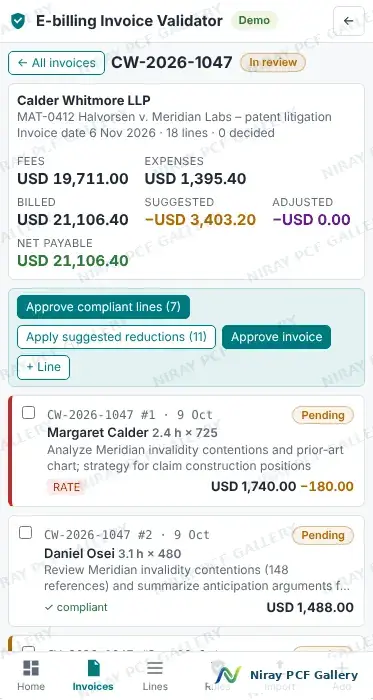 E-billing Invoice Validator Demo ←
← All invoices CW-2026-1047 In review
Calder Whitmore LLP
MAT-0412 Halvorsen v. Meridian Labs – patent litigation
Invoice date 6 Nov 2026 · 18 lines · 0 decided
FEES EXPENSES
USD 19,711.00 USD 1,395.40
BILLED SUGGESTED ADJUSTED
USD 21,106.40 −USD 3,403.20 −USD 0.00
NET PAYABLE
USD 21,106.40
Approve compliant lines (7)
Apply suggested reductions (11) Approve invoice
+ Line
CW-2026-1047 #1 · 9 Oct Pending
Margaret Calder 2.4 h × 725
Analyze Meridian invalidity contentions and prior-art
chart; strategy for claim construction positions
RATE USD 1,740.00 −180.00
CW-2026-1047 #2 · 9 Oct Pending
Daniel Osei 3.1 h × 480
Review Meridian invalidity contentions (148
references) and summarize anticipation arguments f…
✓ compliant USD 1,488.00
Home Invoices Lines
Niray PCF Gallery
NIRAY PCF GALLERY